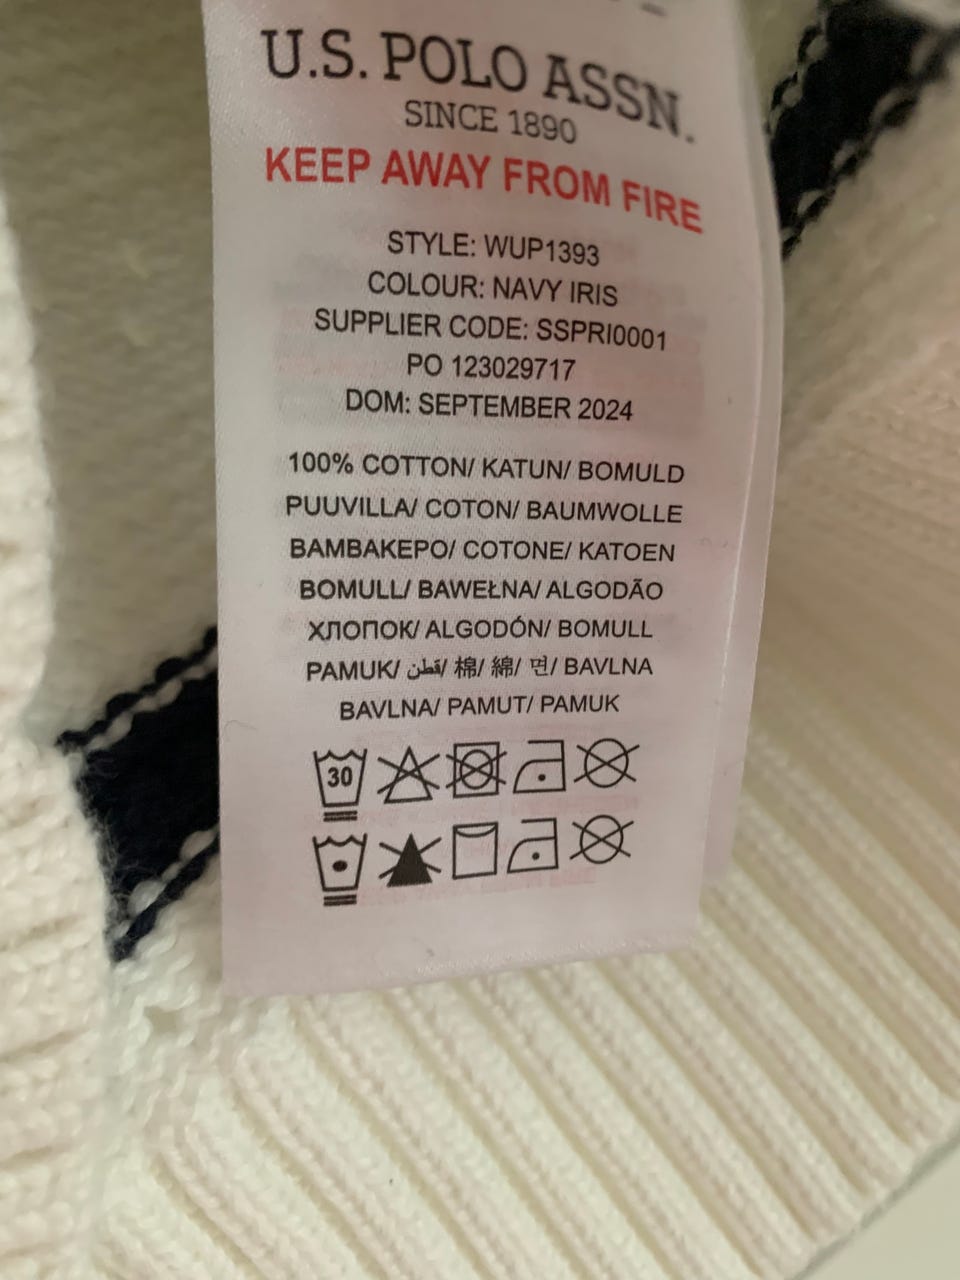 U.S. POLO ASSN.
SINCE 1890
KEEP AWAY FROM FIRE
STYLE: WUP1393
COLOUR: NAVY IRIS
SUPPLIER CODE: SSPRI0001
PO 123029717
DOM: SEPTEMBER 2024
100% COTTON/ KATUN/ BOMULD
PUUVILLA/ COTON/ BAUMWOLLE
BAMBAKEPO/ COTONE/ KATOEN
BOMULL/ BAWEŁNA/ ALGODÃO
ХЛОПОК/ ALGODÓN/ BOMULL
PAMUK/ قطن/ 棉/ 綿/ 면/ BAVLNA
BAVLNA/ PAMUT/ PAMUK
30